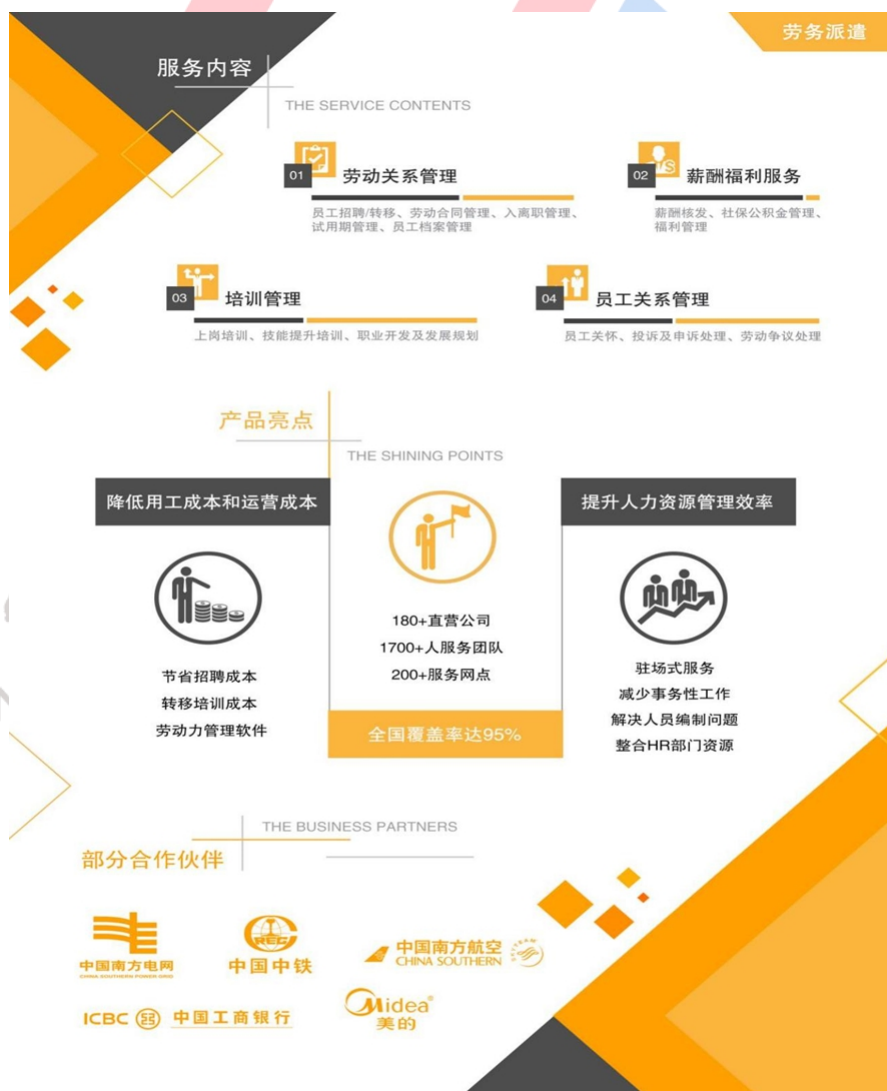 劳务派遣
服务内容
THE SERVICE CONTENTS
01 劳动关系管理
员工招聘/转移、劳动合同管理、入离职管理、
试用期管理、员工档案管理
02 薪酬福利服务
薪酬核发、社保公积金管理、
福利管理
03 培训管理
上岗培训、技能提升培训、职业开发及发展规划
04 员工关系管理
员工关怀、投诉及申诉处理、劳动争议处理
产品亮点
THE SHINING POINTS
降低用工成本和运营成本
节省招聘成本
转移培训成本
劳动力管理软件
180+直营公司
1700+人服务团队
200+服务网点
全国覆盖率达95%
提升人力资源管理效率
驻场式服务
减少事务性工作
解决人员编制问题
整合HR部门资源
THE BUSINESS PARTNERS
部分合作伙伴
中国南方电网
CHINA SOUTHERN POWER GRID
CREC
中国中铁
中国南方航空
CHINA SOUTHERN
SKYTEAM
ICBC 中国工商银行
Midea®
美的